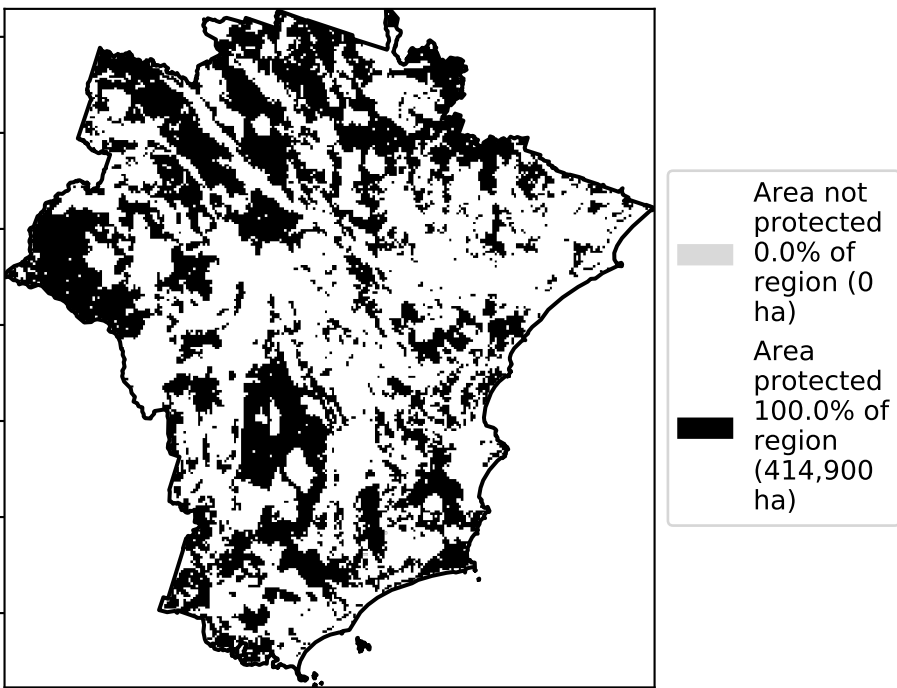 Area not
protected
0.0% of
region (0
ha)
Area
protected
100.0% of
region
(414,900
ha)